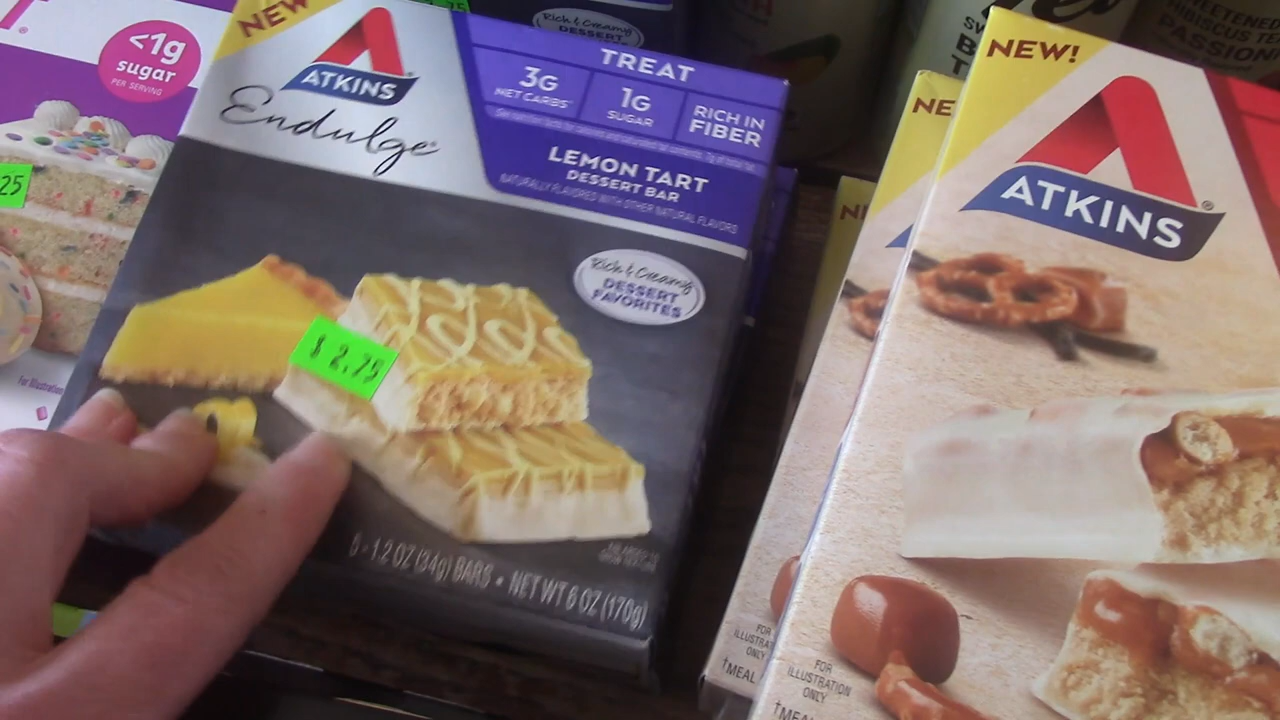 <1g
sugar
PER SERVING
25
For Illustration
NEW
ATKINS
Endulge
TREAT
3G
NET CARBS
1G
SUGAR
RICH IN
FIBER
LEMON TART
DESSERT BAR
NATURALLY FLAVORED WITH OTHER NATURAL FLAVORS
Rich & Creamy
DESSERT
FAVORITES
$2.75
5 - 1.2 OZ (34g) BARS • NET WT 6 OZ (170g)
Rich & Creamy
DESSERT
NE
NEW!
ATKINS
FOR
ILLUSTRATION
ONLY
†MEAL
FOR
ILLUSTRATION
ONLY
PASSION